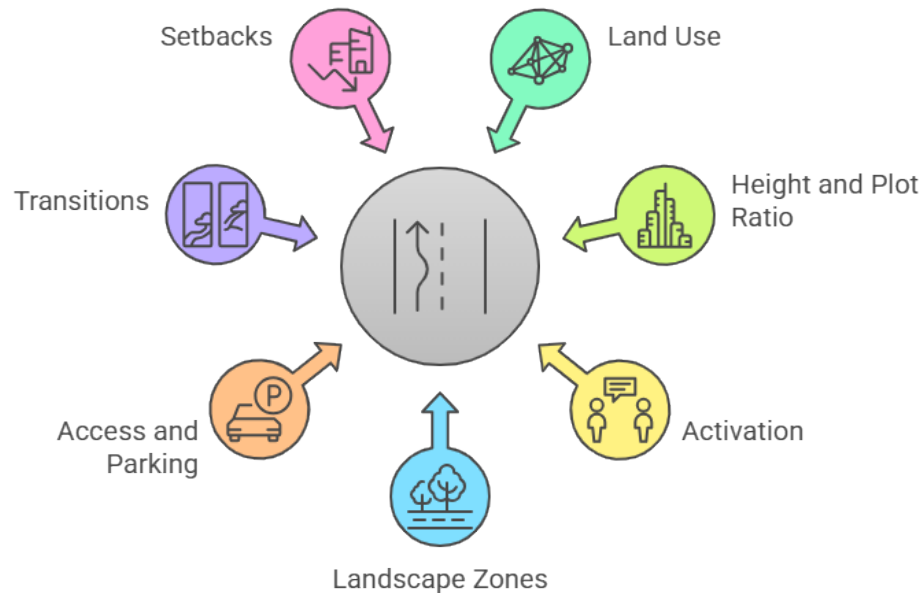 Setbacks
Land Use
Transitions
Height and Plot
Ratio
Access and
Parking
P
Activation
Landscape Zones